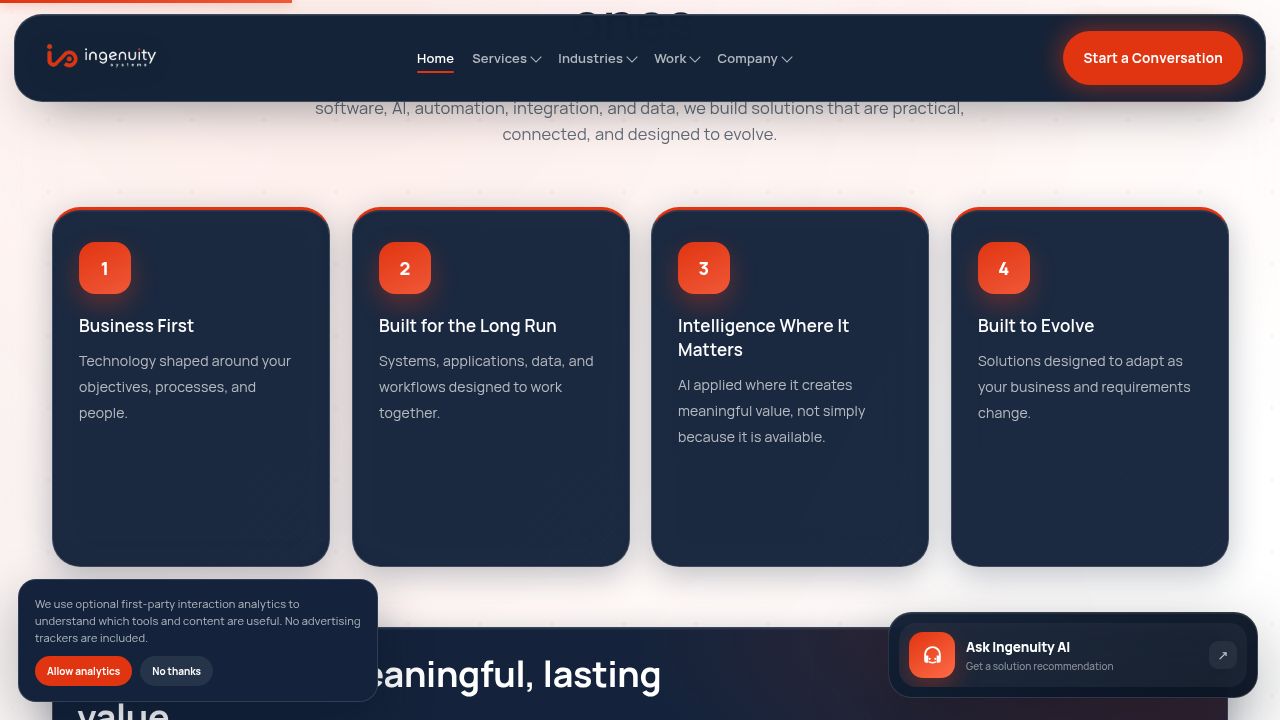 ones
ingenuity
systems
Home
Services
Industries
Work
Company
Start a Conversation
software, AI, automation, integration, and data, we build solutions that are practical,
connected, and designed to evolve.
1
Business First
Technology shaped around your
objectives, processes, and
people.
2
Built for the Long Run
Systems, applications, data, and
workflows designed to work
together.
3
Intelligence Where It
Matters
AI applied where it creates
meaningful value, not simply
because it is available.
4
Built to Evolve
Solutions designed to adapt as
your business and requirements
change.
We use optional first-party interaction analytics to
understand which tools and content are useful. No advertising
trackers are included.
Allow analytics
No thanks
eaningful, lasting
value
Ask Ingenuity AI
Get a solution recommendation
↗